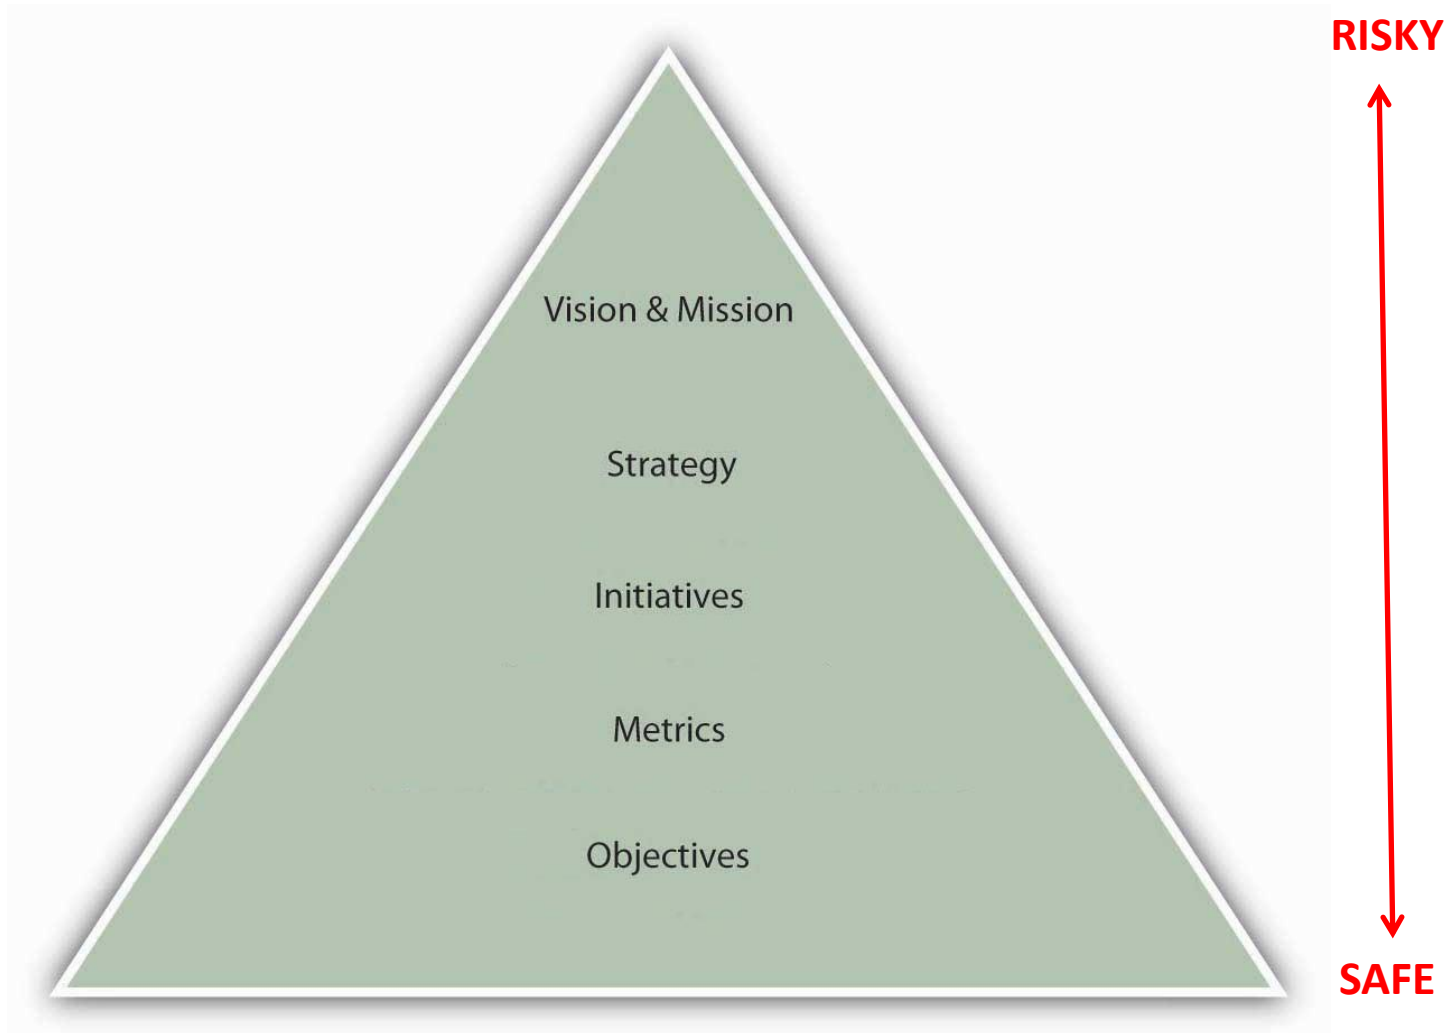 RISKY
Vision & Mission
Strategy
Initiatives
Metrics
Objectives
SAFE